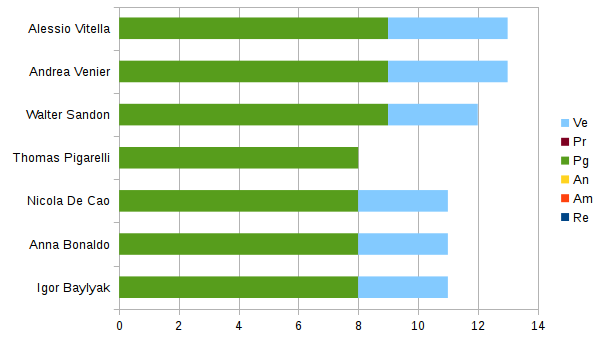 Alessio Vitella
Andrea Venier
Walter Sandon
Thomas Pigarelli
Nicola De Cao
Anna Bonaldo
Igor Baylyak
0 2 4 6 8 10 12 14
Ve
Pr
Pg
An
Am
Re